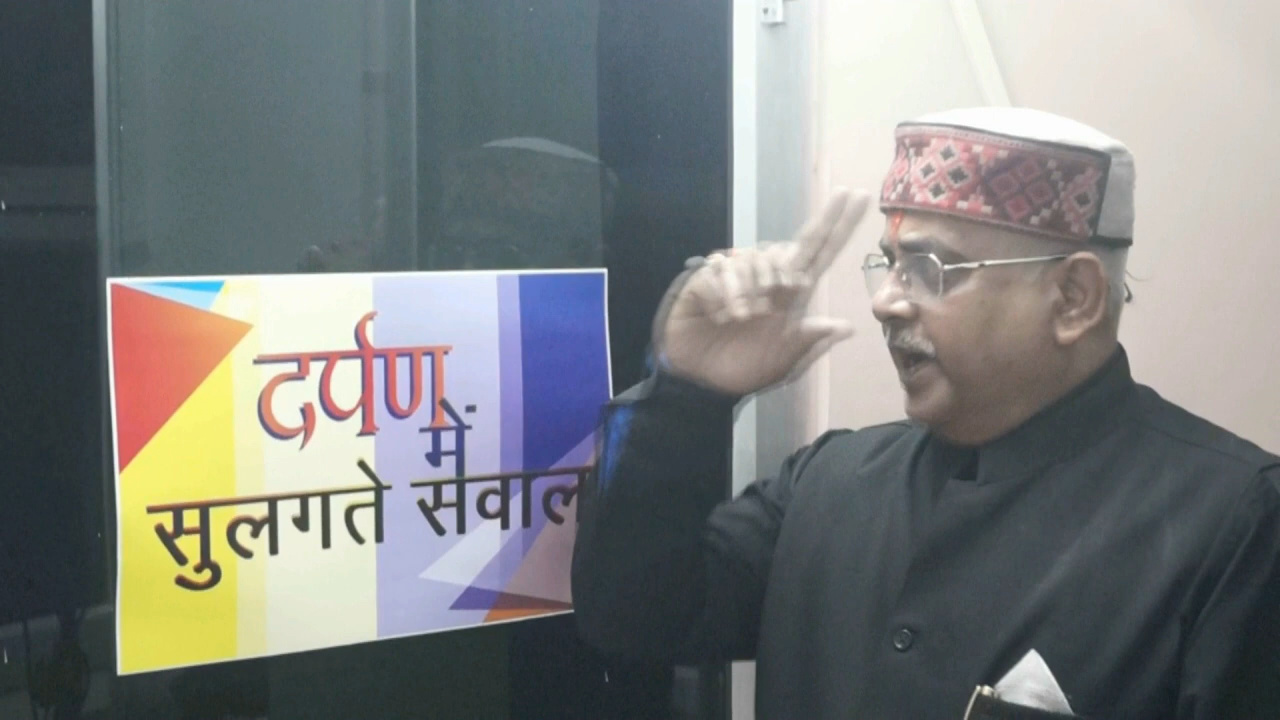 दर्पण
में
सुलगते सवाल